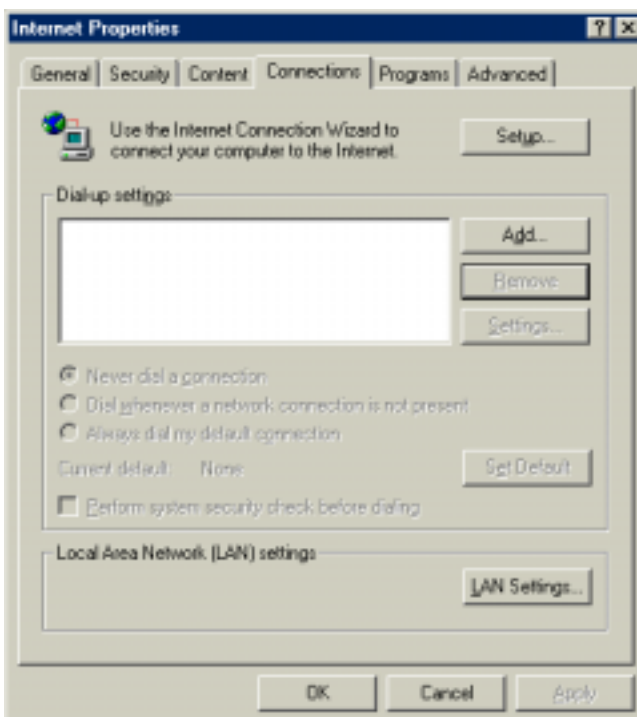 Internet Properties
General Security Content Connections Programs Advanced
Use the Internet Connection Wizard to
connect your computer to the Internet.
Setup...
Dial-up settings
Add...
Remove
Settings...
Never dial a connection
Dial whenever a network connection is not present
Always dial my default connection
Current default: None
Set Default
Perform system security check before dialing
Local Area Network (LAN) settings
LAN Settings...
OK Cancel Apply